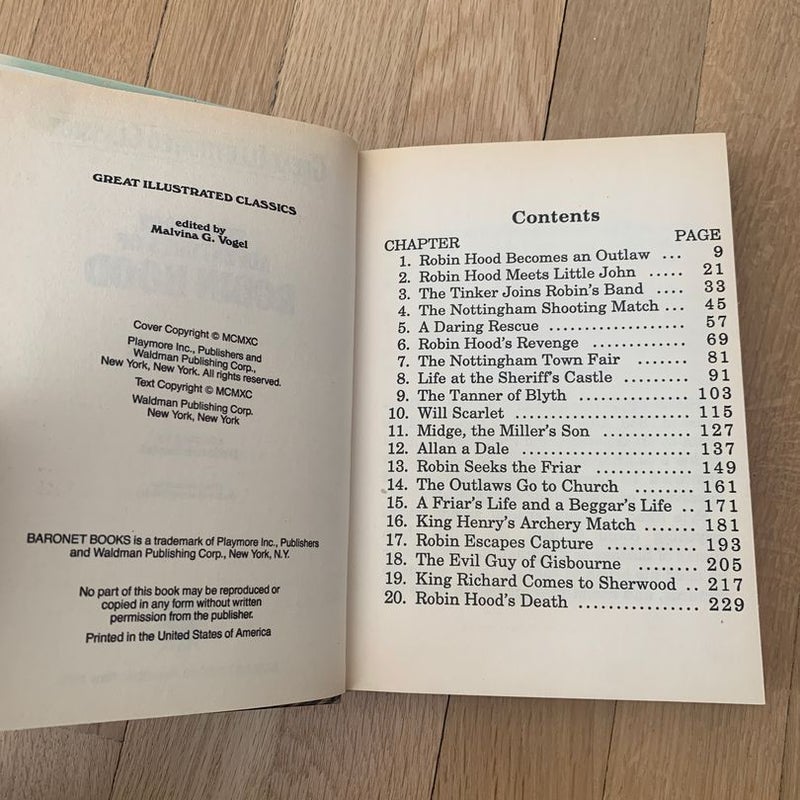 GREAT ILLUSTRATED CLASSICS
edited by
Malvina G. Vogel
Cover Copyright © MCMXC
Playmore Inc., Publishers and
Waldman Publishing Corp.,
New York, New York. All rights reserved.
Text Copyright © MCMXC
Waldman Publishing Corp.
New York, New York
BARONET BOOKS is a trademark of Playmore Inc., Publishers
and Waldman Publishing Corp., New York, N.Y.
No part of this book may be reproduced or
copied in any form without written
permission from the publisher.
Printed in the United States of America
Contents
CHAPTER PAGE
1. Robin Hood Becomes an Outlaw ... 9
2. Robin Hood Meets Little John ..... 21
3. The Tinker Joins Robin's Band .... 33
4. The Nottingham Shooting Match ... 45
5. A Daring Rescue .................. 57
6. Robin Hood's Revenge ............. 69
7. The Nottingham Town Fair ....... 81
8. Life at the Sheriff's Castle ......... 91
9. The Tanner of Blyth ............... 103
10. Will Scarlet ....................... 115
11. Midge, the Miller's Son ............ 127
12. Allan a Dale ...................... 137
13. Robin Seeks the Friar ............ 149
14. The Outlaws Go to Church ........ 161
15. A Friar's Life and a Beggar's Life .. 171
16. King Henry's Archery Match ....... 181
17. Robin Escapes Capture ............ 193
18. The Evil Guy of Gisbourne ........ 205
19. King Richard Comes to Sherwood .. 217
20. Robin Hood's Death ................ 229